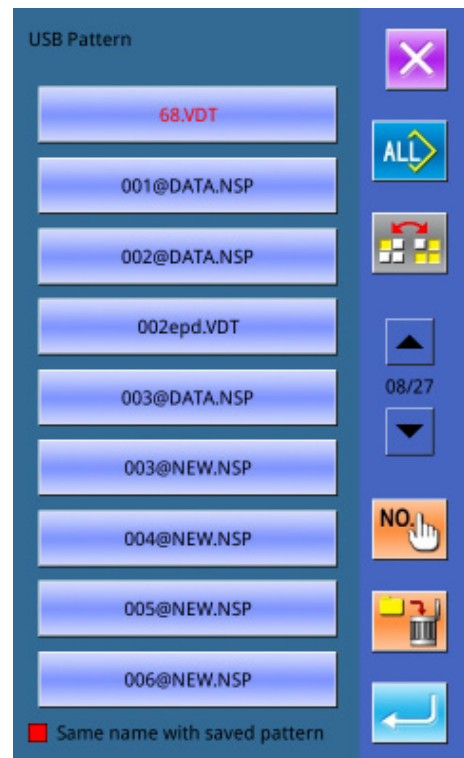 USB Pattern
68.VDT
ALL
001@DATA.NSP
002@DATA.NSP
002epd.VDT
003@DATA.NSP
08/27
003@NEW.NSP
004@NEW.NSP
NO.
005@NEW.NSP
006@NEW.NSP
Same name with saved pattern